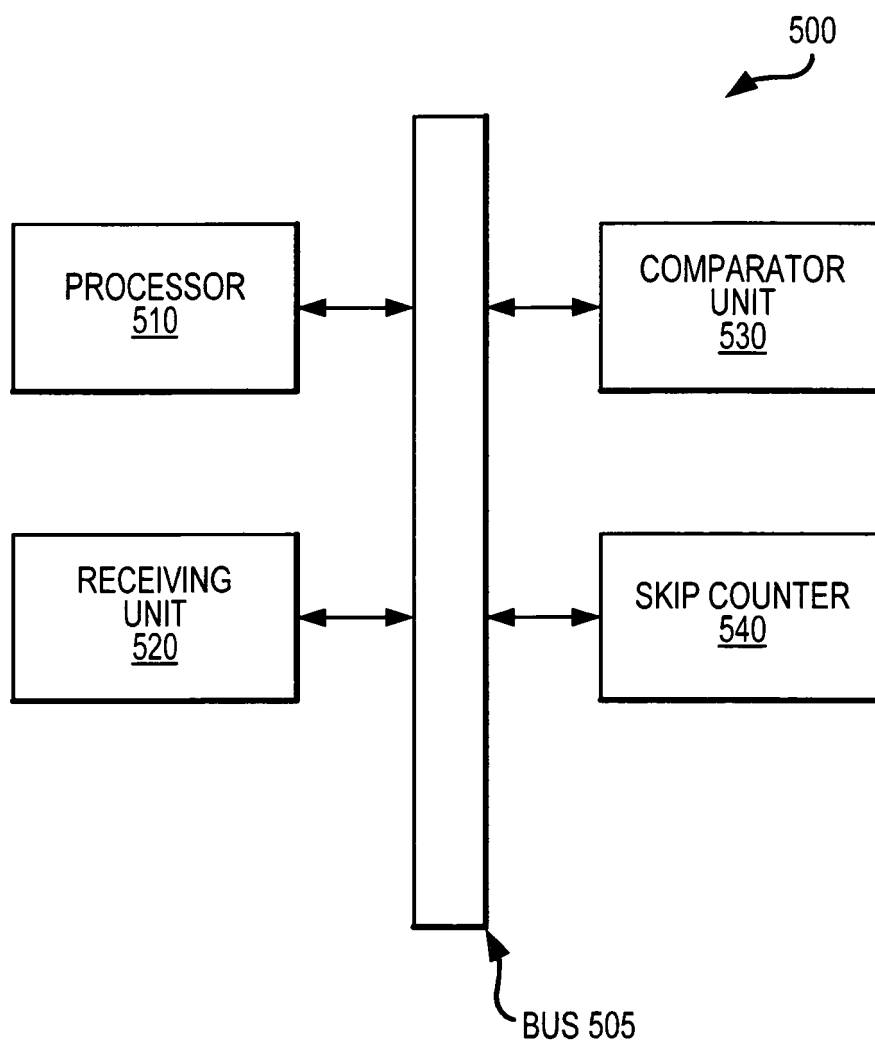 500
PROCESSOR
510
COMPARATOR
UNIT
530
RECEIVING
UNIT
520
SKIP COUNTER
540
BUS 505